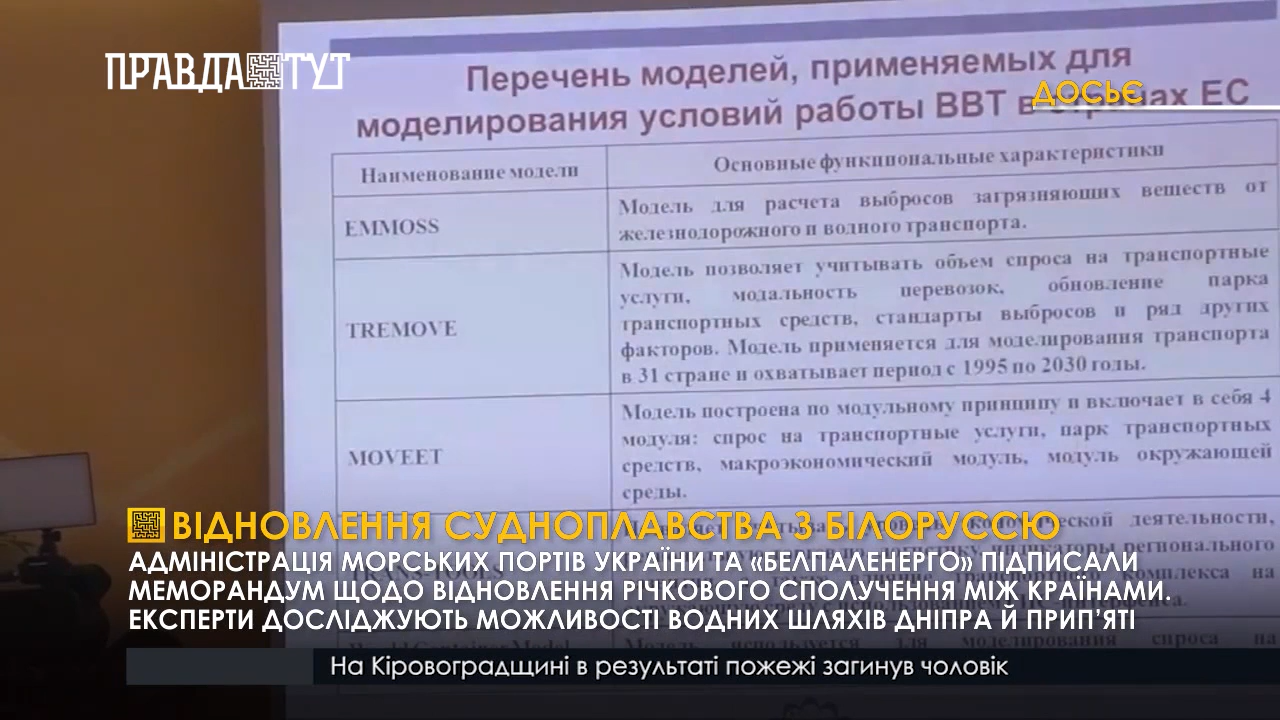 ПРАВДА ТУТ
ДОСЬЄ
Перечень моделей, применяемых для
моделирования условий работы ВВТ в странах ЕС
Наименование модели
Основные функциональные характеристики
EMMOSS
Модель для расчета выбросов загрязняющих веществ от
железнодорожного и водного транспорта.
TREMOVE
Модель позволяет учитывать объем спроса на транспортные
услуги, модальность перевозок, обновление парка
транспортных средств, стандарты выбросов и ряд других
факторов. Модель применяется для моделирования транспорта
в 31 стране и охватывает период с 1995 по 2030 годы.
MOVEET
Модель построена по модульному принципу и включает в себя 4
модуля: спрос на транспортные услуги, парк транспортных
средств, макроэкономический модуль, модуль окружающей
среды.
ВІДНОВЛЕННЯ СУДНОПЛАВСТВА З БІЛОРУССЮ
АДМІНІСТРАЦІЯ МОРСЬКИХ ПОРТІВ УКРАЇНИ ТА «БЕЛПАЛЕНЕРГО» ПІДПИСАЛИ
МЕМОРАНДУМ ЩОДО ВІДНОВЛЕННЯ РІЧКОВОГО СПОЛУЧЕННЯ МІЖ КРАЇНАМИ.
ЕКСПЕРТИ ДОСЛІДЖУЮТЬ МОЖЛИВОСТІ ВОДНИХ ШЛЯХІВ ДНІПРА Й ПРИП’ЯТІ
На Кіровоградщині в результаті пожежі загинув чоловік